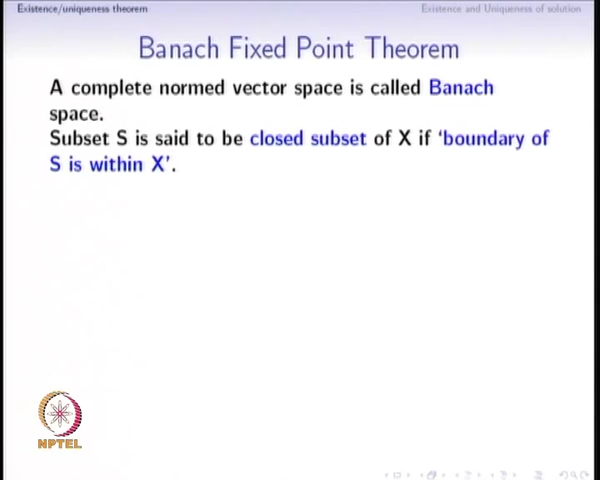 Existence/uniqueness theorem
Existence and Uniqueness of solution
Banach Fixed Point Theorem
A complete normed vector space is called Banach
space.
Subset S is said to be closed subset of X if ‘boundary of
S is within X’.
NPTEL